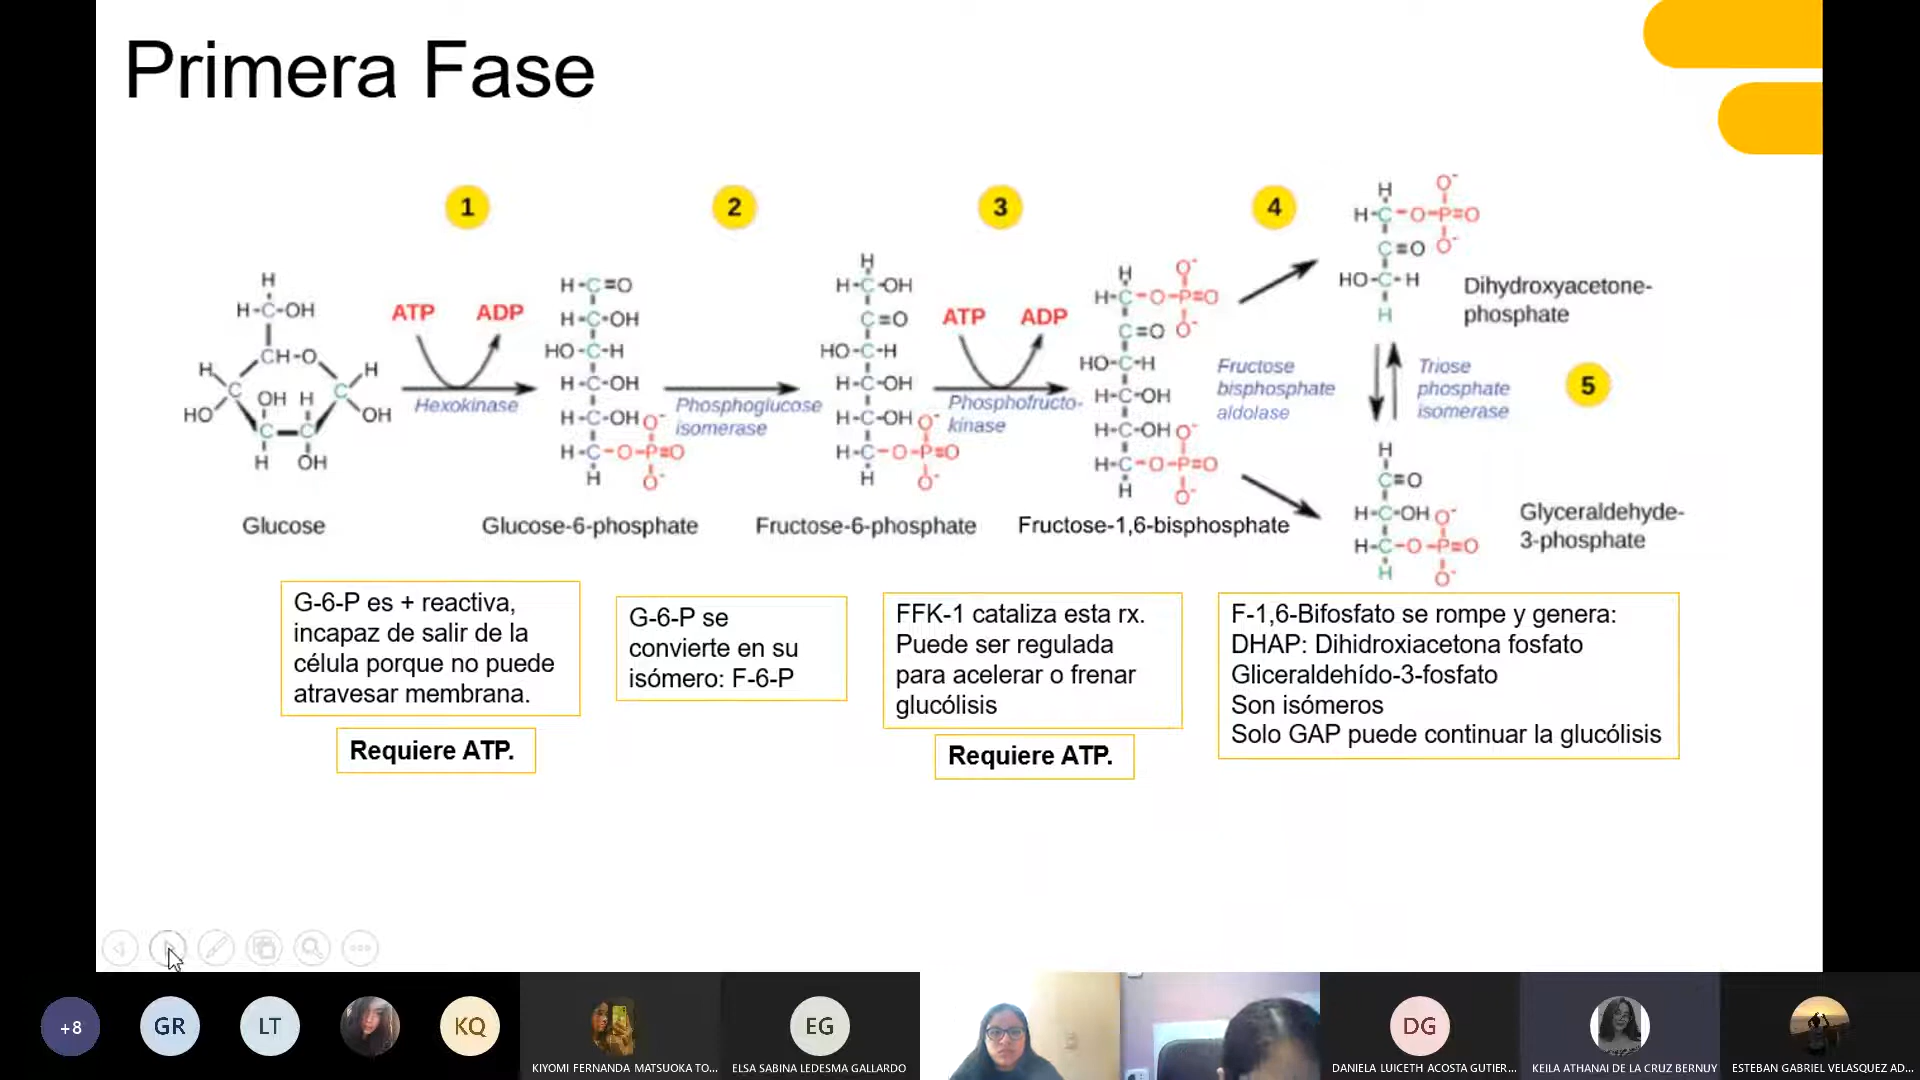 Primera Fase
1
2
3
4
5
ATP
ADP
Hexokinase
Phosphoglucose
isomerase
ATP
ADP
Phosphofructo-
kinase
Fructose
bisphosphate
aldolase
Triose
phosphate
isomerase
H
H-C-OH
CH-O
H
C
HO
OH H
C-C
H OH
C
H
OH
H-C=O
H-C-OH
HO-C-H
H-C-OH
H-C-OH O-
H-C-O-P=O
H O-
H
H-C-OH
C=O
HO-C-H
H-C-OH
H-C-OH O-
H-C-O-P=O
H O-
H O-
H-C-O-P=O
C=O O-
HO-C-H
H-C-OH
H-C-OH O-
H-C-O-P=O
H O-
H O-
H-C-O-P=O
C=O O-
HO-C-H
H
Dihydroxyacetone-
phosphate
H
C=O
H-C-OH O-
H-C-O-P=O
H O-
Glyceraldehyde-
3-phosphate
Glucose
Glucose-6-phosphate
Fructose-6-phosphate
Fructose-1,6-bisphosphate
G-6-P es + reactiva,
incapaz de salir de la
célula porque no puede
atravesar membrana.
Requiere ATP.
G-6-P se
convierte en su
isómero: F-6-P
FFK-1 cataliza esta rx.
Puede ser regulada
para acelerar o frenar
glucólisis
Requiere ATP.
F-1,6-Bifosfato se rompe y genera:
DHAP: Dihidroxiacetona fosfato
Gliceraldehído-3-fosfato
Son isómeros
Solo GAP puede continuar la glucólisis
+8
GR
LT
KQ
KIYOMI FERNANDA MATSUOKA TO...
EG
ELSA SABINA LEDESMA GALLARDO
DG
DANIELA LUICETH ACOSTA GUTIER...
KEILA ATHANAI DE LA CRUZ BERNUY
ESTEBAN GABRIEL VELASQUEZ AD...